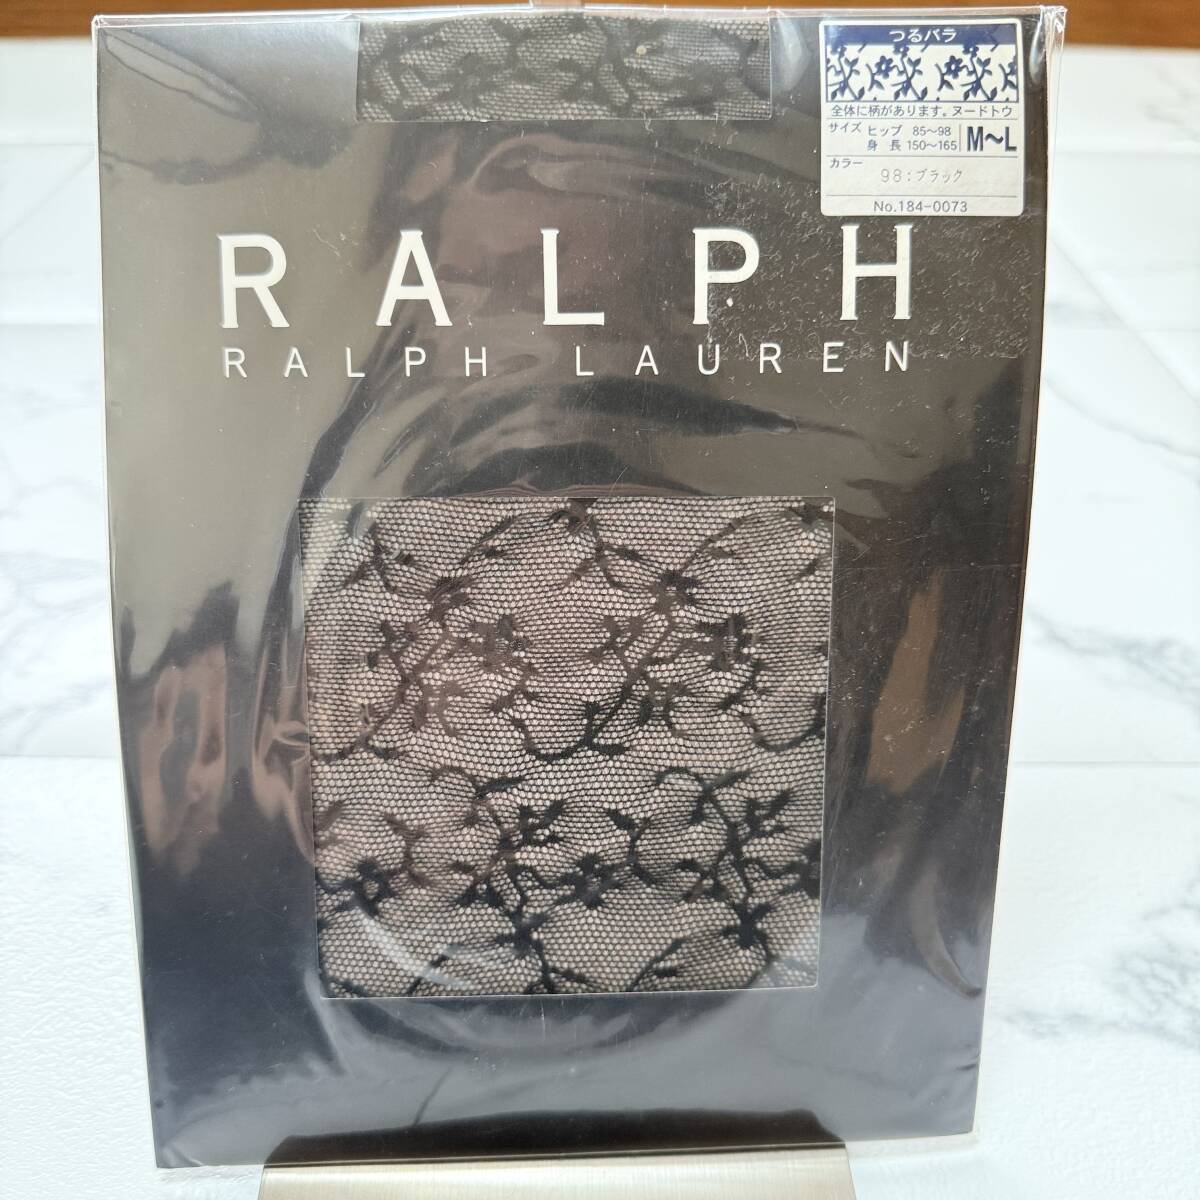 つるバラ
全体に柄があります。ヌードトウ
サイズ ヒップ 85〜98
身長 150〜165 M〜L
カラー
98:ブラック
No.184-0073
RALPH
RALPH LAUREN